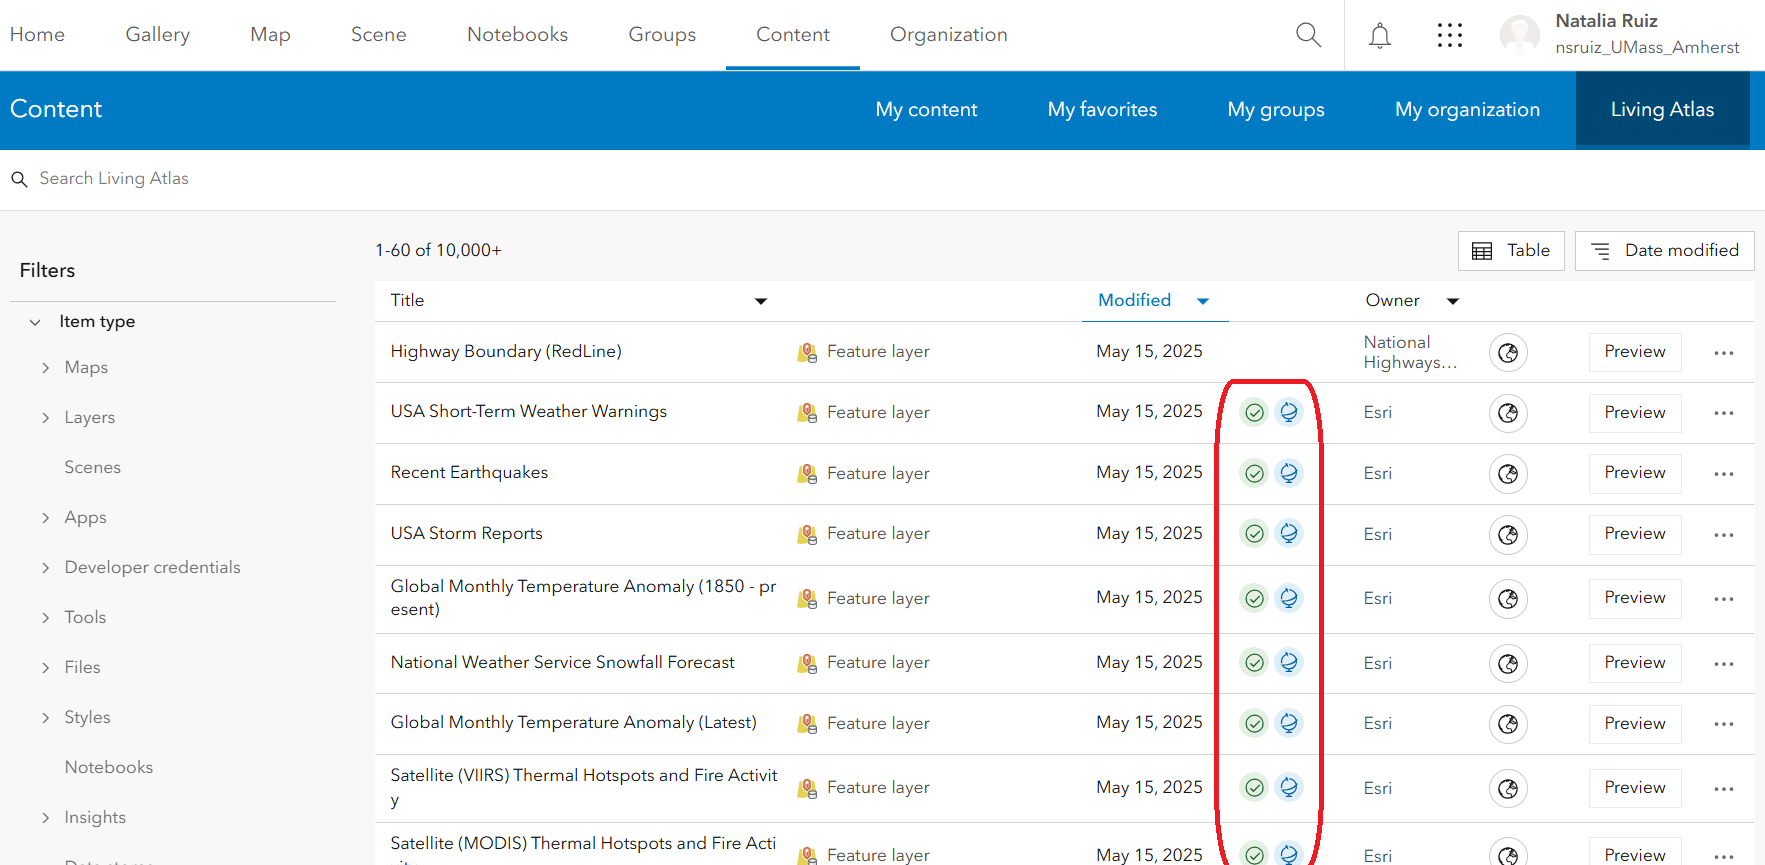 Home Gallery Map Scene Notebooks Groups Content Organization
Natalia Ruiz
nsruiz_UMass_Amherst
Content My content My favorites My groups My organization Living Atlas
Search Living Atlas
1-60 of 10,000+ Table Date modified
Filters
Item type
Maps
Layers
Scenes
Apps
Developer credentials
Tools
Files
Styles
Notebooks
Insights
Title Modified Owner
Highway Boundary (RedLine) Feature layer May 15, 2025 National
Highways... Preview
USA Short-Term Weather Warnings Feature layer May 15, 2025 Esri Preview
Recent Earthquakes Feature layer May 15, 2025 Esri Preview
USA Storm Reports Feature layer May 15, 2025 Esri Preview
Global Monthly Temperature Anomaly (1850 - pr
esent) Feature layer May 15, 2025 Esri Preview
National Weather Service Snowfall Forecast Feature layer May 15, 2025 Esri Preview
Global Monthly Temperature Anomaly (Latest) Feature layer May 15, 2025 Esri Preview
Satellite (VIIRS) Thermal Hotspots and Fire Activit
y Feature layer May 15, 2025 Esri Preview
Satellite (MODIS) Thermal Hotspots and Fire Acti
Feature layer May 15, 2025 Esri Preview